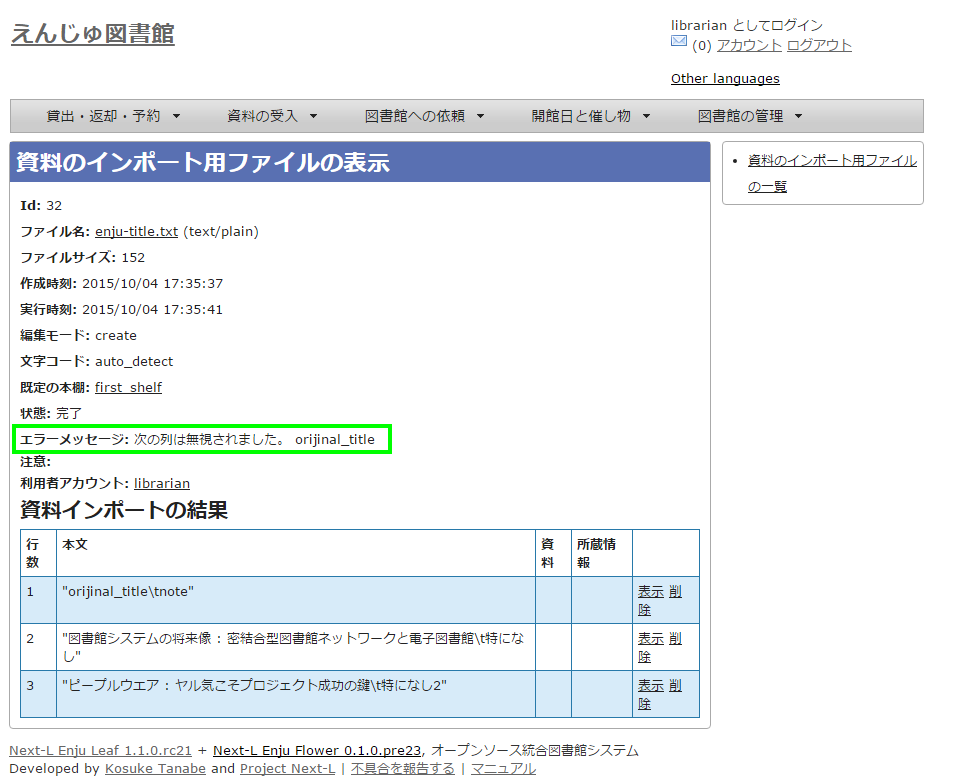 えんじゅ図書館
librarian としてログイン
(0) アカウント ログアウト
Other languages
貸出・返却・予約 ▼ 資料の受入 ▼ 図書館への依頼 ▼ 開館日と催し物 ▼ 図書館の管理 ▼
資料のインポート用ファイルの表示
• 資料のインポート用ファイル
の一覧
Id: 32
ファイル名: enju-title.txt (text/plain)
ファイルサイズ: 152
作成時刻: 2015/10/04 17:35:37
実行時刻: 2015/10/04 17:35:41
編集モード: create
文字コード: auto_detect
既定の本棚: first_shelf
状態: 完了
エラーメッセージ: 次の列は無視されました。 orijinal_title
注意:
利用者アカウント: librarian
資料インポートの結果
行 本文 資 所蔵情
数 料 報
1 "orijinal_title\tnote" 表示 削
除
2 "図書館システムの将来像 : 密結合型図書館ネットワークと電子図書館\t特にな 表示 削
し" 除
3 "ピープルウエア : ヤル気こそプロジェクト成功の鍵\t特になし2" 表示 削
除
Next-L Enju Leaf 1.1.0.rc21 + Next-L Enju Flower 0.1.0.pre23, オープンソース統合図書館システム
Developed by Kosuke Tanabe and Project Next-L | 不具合を報告する | マニュアル